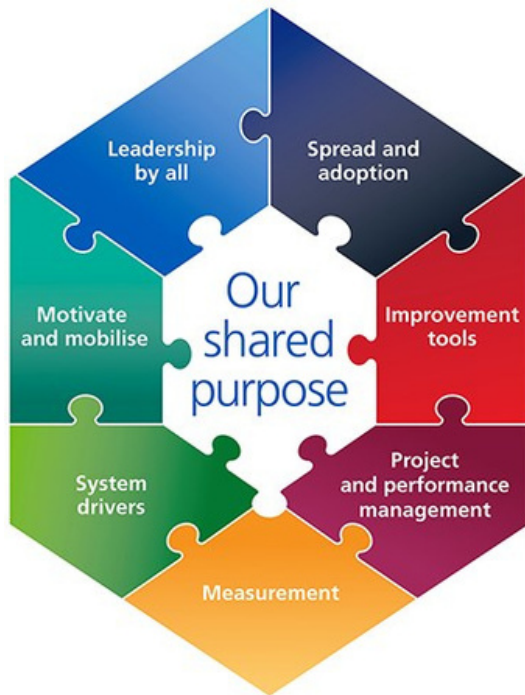 Leadership
by all
Spread and
adoption
Motivate
and mobilise
Our
shared
purpose
Improvement
tools
System
drivers
Project
and performance
management
Measurement